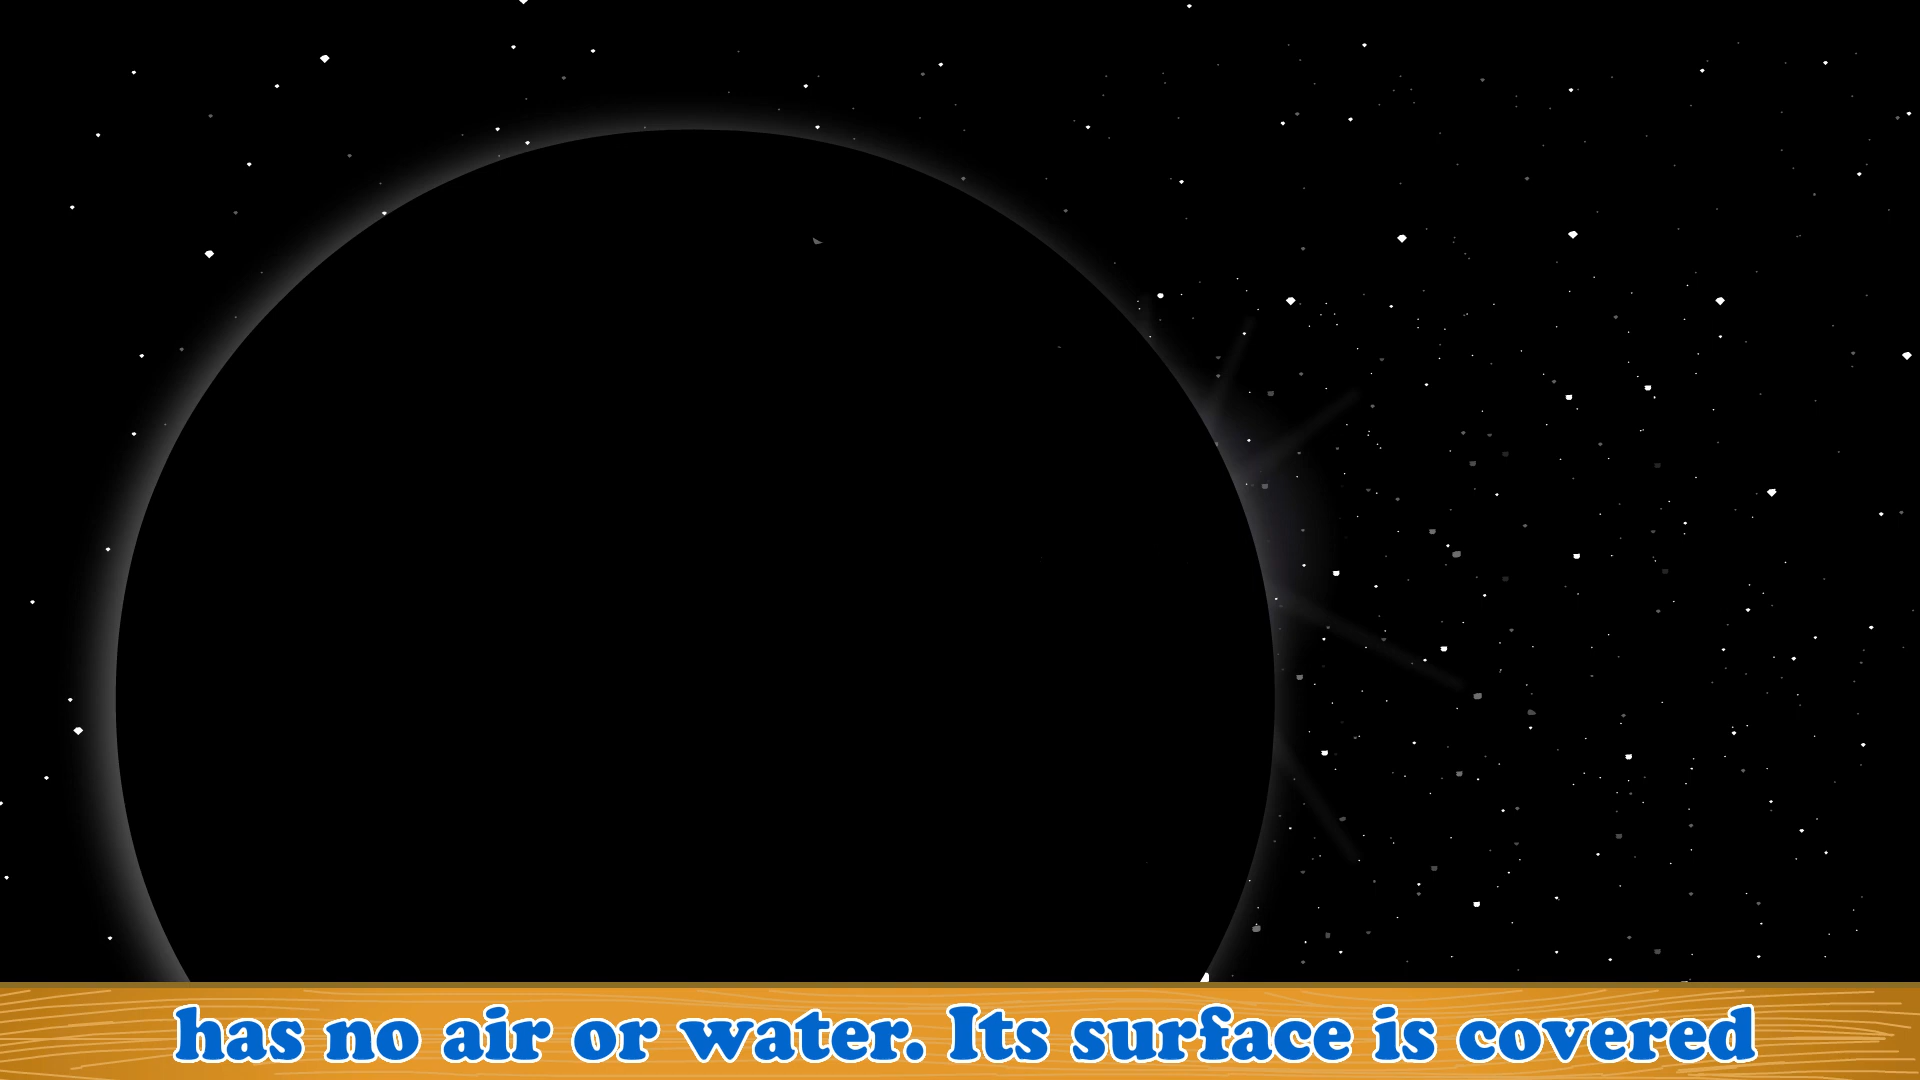 has no air or water. Its surface is covered